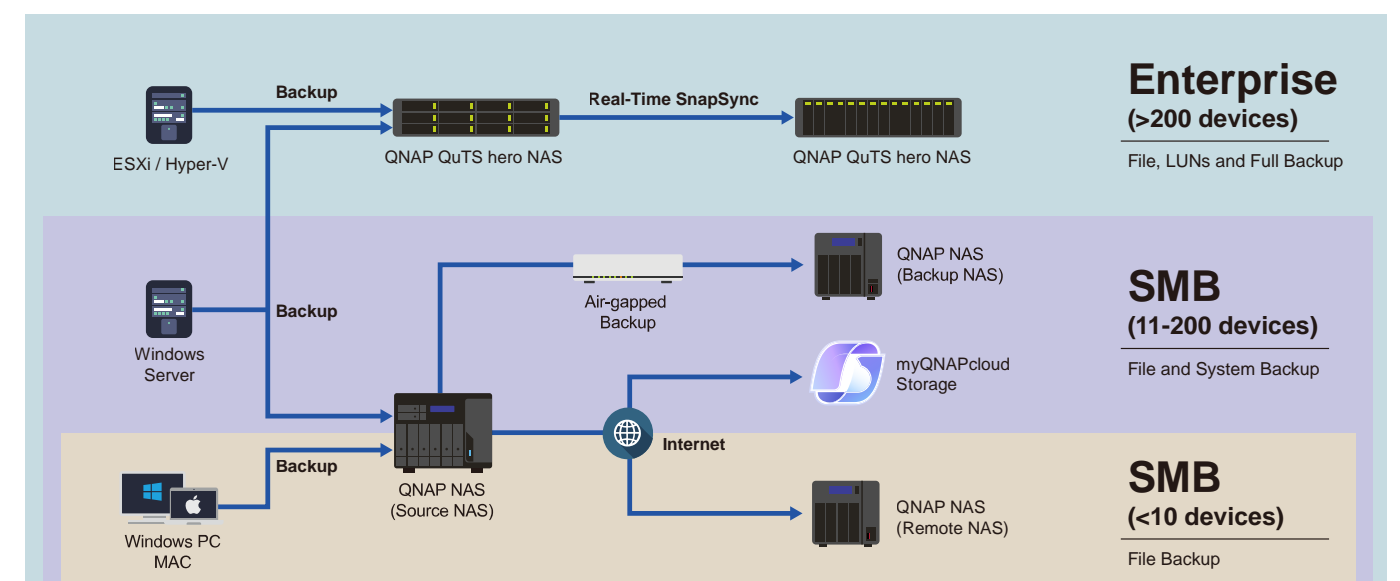 Backup
Real-Time SnapSync
ESXi / Hyper-V
QNAP QuTS hero NAS
QNAP QuTS hero NAS
Enterprise
(>200 devices)
File, LUNs and Full Backup
Windows
Server
Backup
Air-gapped
Backup
QNAP NAS
(Backup NAS)
myQNAPcloud
Storage
SMB
(11-200 devices)
File and System Backup
Windows PC
MAC
Backup
QNAP NAS
(Source NAS)
Internet
QNAP NAS
(Remote NAS)
SMB
(<10 devices)
File Backup